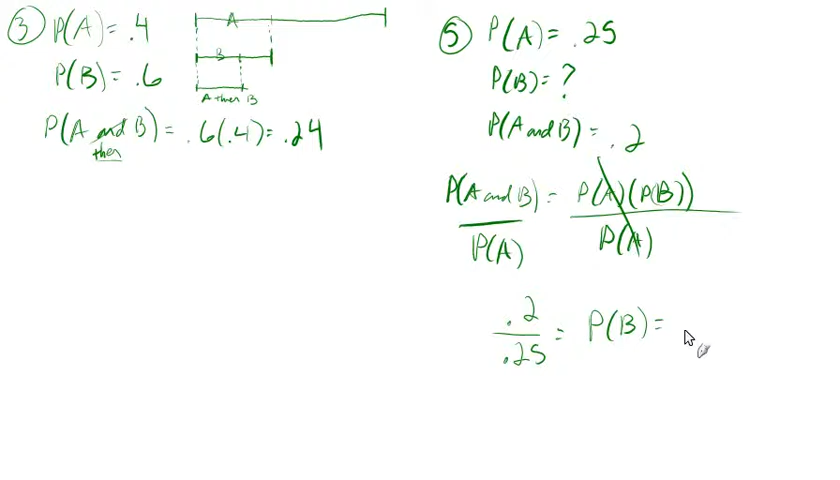 ③ P(A) = .4
P(B) = .6
P(A and B) = .6(.4) = .24
then
A
B
A then B
⑤ P(A) = .25
P(B) = ?
P(A and B) = .2
P(A and B) = P(A)(P(B))
P(A) P(A)
.2
.25 = P(B) =